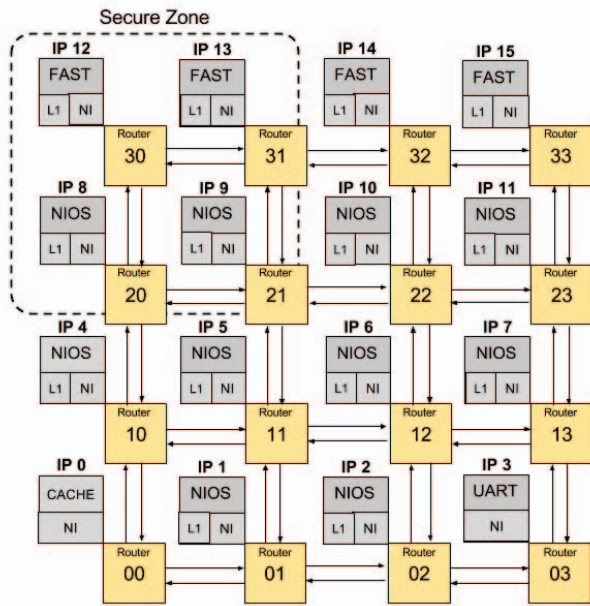 Secure Zone
IP 12 IP 13 IP 14 IP 15
FAST FAST FAST FAST
L1 NI L1 NI L1 NI L1 NI
Router Router Router Router
30 31 32 33
IP 8 IP 9 IP 10 IP 11
NIOS NIOS NIOS NIOS
L1 NI L1 NI L1 NI L1 NI
Router Router Router Router
20 21 22 23
IP 4 IP 5 IP 6 IP 7
NIOS NIOS NIOS NIOS
L1 NI L1 NI L1 NI L1 NI
Router Router Router Router
10 11 12 13
IP 0 IP 1 IP 2 IP 3
CACHE NIOS NIOS UART
NI L1 NI L1 NI NI
Router Router Router Router
00 01 02 03